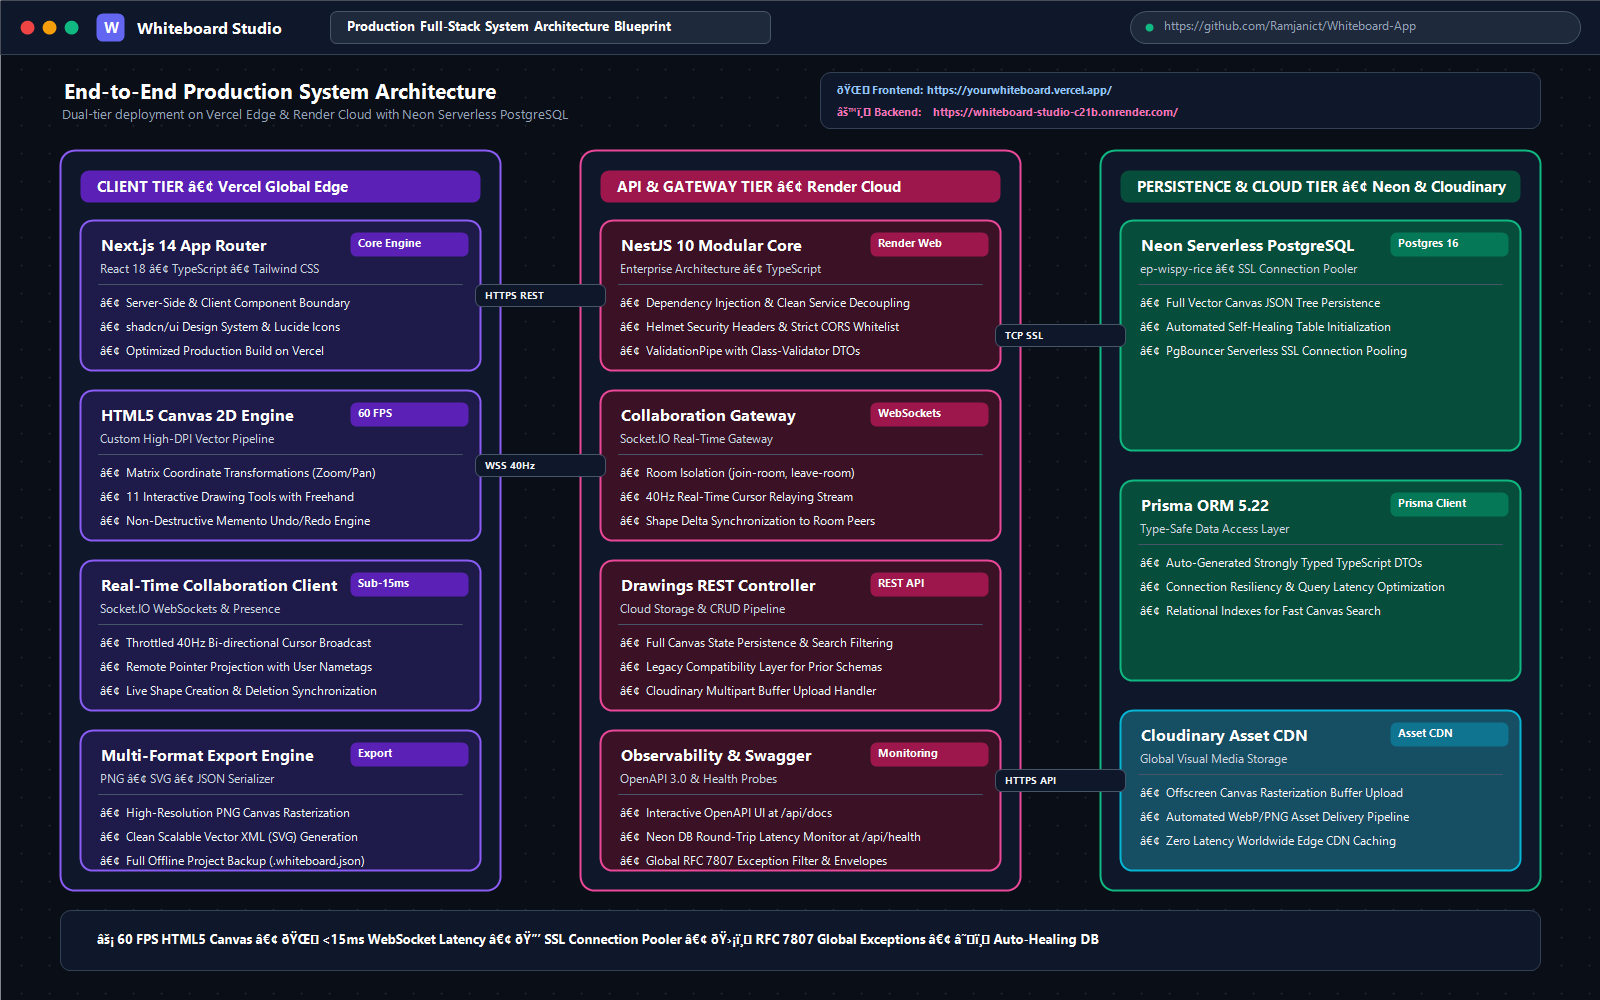 W Whiteboard Studio
Production Full-Stack System Architecture Blueprint
https://github.com/Ramjanict/Whiteboard-App
End-to-End Production System Architecture
Dual-tier deployment on Vercel Edge & Render Cloud with Neon Serverless PostgreSQL
Frontend: https://yourwhiteboard.vercel.app/
Backend: https://whiteboard-studio-c21b.onrender.com/
CLIENT TIER â€¢ Vercel Global Edge
Next.js 14 App Router
Core Engine
React 18 â€¢ TypeScript â€¢ Tailwind CSS
â€¢ Server-Side & Client Component Boundary
â€¢ shadcn/ui Design System & Lucide Icons
â€¢ Optimized Production Build on Vercel
HTML5 Canvas 2D Engine
60 FPS
Custom High-DPI Vector Pipeline
â€¢ Matrix Coordinate Transformations (Zoom/Pan)
â€¢ 11 Interactive Drawing Tools with Freehand
â€¢ Non-Destructive Memento Undo/Redo Engine
Real-Time Collaboration Client
Sub-15ms
Socket.IO WebSockets & Presence
â€¢ Throttled 40Hz Bi-directional Cursor Broadcast
â€¢ Remote Pointer Projection with User Nametags
â€¢ Live Shape Creation & Deletion Synchronization
Multi-Format Export Engine
Export
PNG â€¢ SVG â€¢ JSON Serializer
â€¢ High-Resolution PNG Canvas Rasterization
â€¢ Clean Scalable Vector XML (SVG) Generation
â€¢ Full Offline Project Backup (.whiteboard.json)
HTTPS REST
WSS 40Hz
API & GATEWAY TIER â€¢ Render Cloud
NestJS 10 Modular Core
Render Web
Enterprise Architecture â€¢ TypeScript
â€¢ Dependency Injection & Clean Service Decoupling
â€¢ Helmet Security Headers & Strict CORS Whitelist
â€¢ ValidationPipe with Class-Validator DTOs
Collaboration Gateway
WebSockets
Socket.IO Real-Time Gateway
â€¢ Room Isolation (join-room, leave-room)
â€¢ 40Hz Real-Time Cursor Relaying Stream
â€¢ Shape Delta Synchronization to Room Peers
Drawings REST Controller
REST API
Cloud Storage & CRUD Pipeline
â€¢ Full Canvas State Persistence & Search Filtering
â€¢ Legacy Compatibility Layer for Prior Schemas
â€¢ Cloudinary Multipart Buffer Upload Handler
Observability & Swagger
Monitoring
OpenAPI 3.0 & Health Probes
â€¢ Interactive OpenAPI UI at /api/docs
â€¢ Neon DB Round-Trip Latency Monitor at /api/health
â€¢ Global RFC 7807 Exception Filter & Envelopes
TCP SSL
HTTPS API
PERSISTENCE & CLOUD TIER â€¢ Neon & Cloudinary
Neon Serverless PostgreSQL
Postgres 16
ep-wispy-rice â€¢ SSL Connection Pooler
â€¢ Full Vector Canvas JSON Tree Persistence
â€¢ Automated Self-Healing Table Initialization
â€¢ PgBouncer Serverless SSL Connection Pooling
Prisma ORM 5.22
Prisma Client
Type-Safe Data Access Layer
â€¢ Auto-Generated Strongly Typed TypeScript DTOs
â€¢ Connection Resiliency & Query Latency Optimization
â€¢ Relational Indexes for Fast Canvas Search
Cloudinary Asset CDN
Asset CDN
Global Visual Media Storage
â€¢ Offscreen Canvas Rasterization Buffer Upload
â€¢ Automated WebP/PNG Asset Delivery Pipeline
â€¢ Zero Latency Worldwide Edge CDN Caching
âš¡ 60 FPS HTML5 Canvas â€¢ <15ms WebSocket Latency â€¢ SSL Connection Pooler â€¢ RFC 7807 Global Exceptions â€¢ Auto-Healing DB